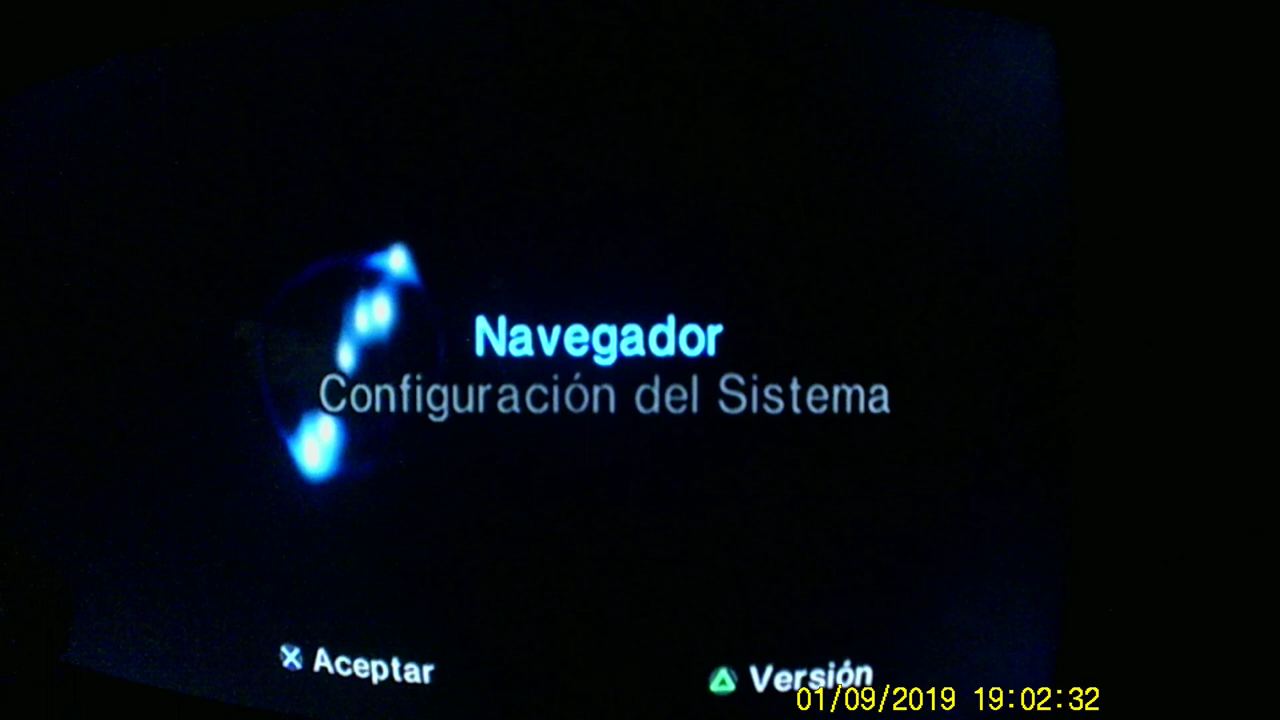 Navegador
Configuración del Sistema
Aceptar
Versión
01/09/2019 19:02:32